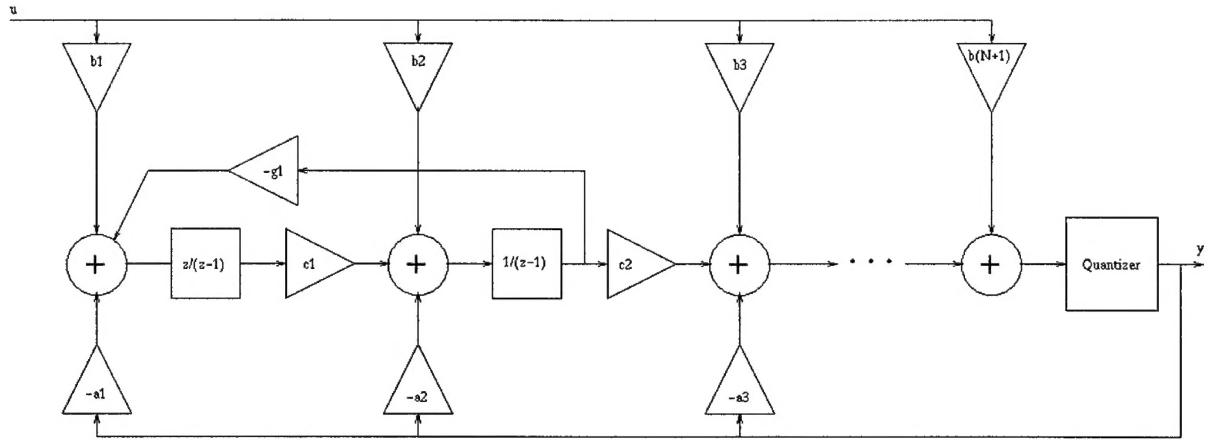 u
b1
b2
b3
b(N+1)
-g1
+
z/(z-1)
c1
+
1/(z-1)
c2
+
. . .
+
Quantizer
y
-a1
-a2
-a3